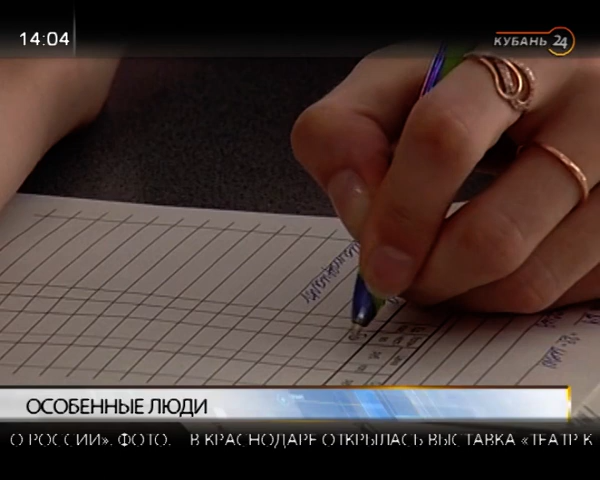 14:04
КУБАНЬ 24
ОСОБЕННЫЕ ЛЮДИ
О РОССИИ». ФОТО. В КРАСНОДАРЕ ОТКРЫЛАСЬ ВЫСТАВКА «ТЕАТР К